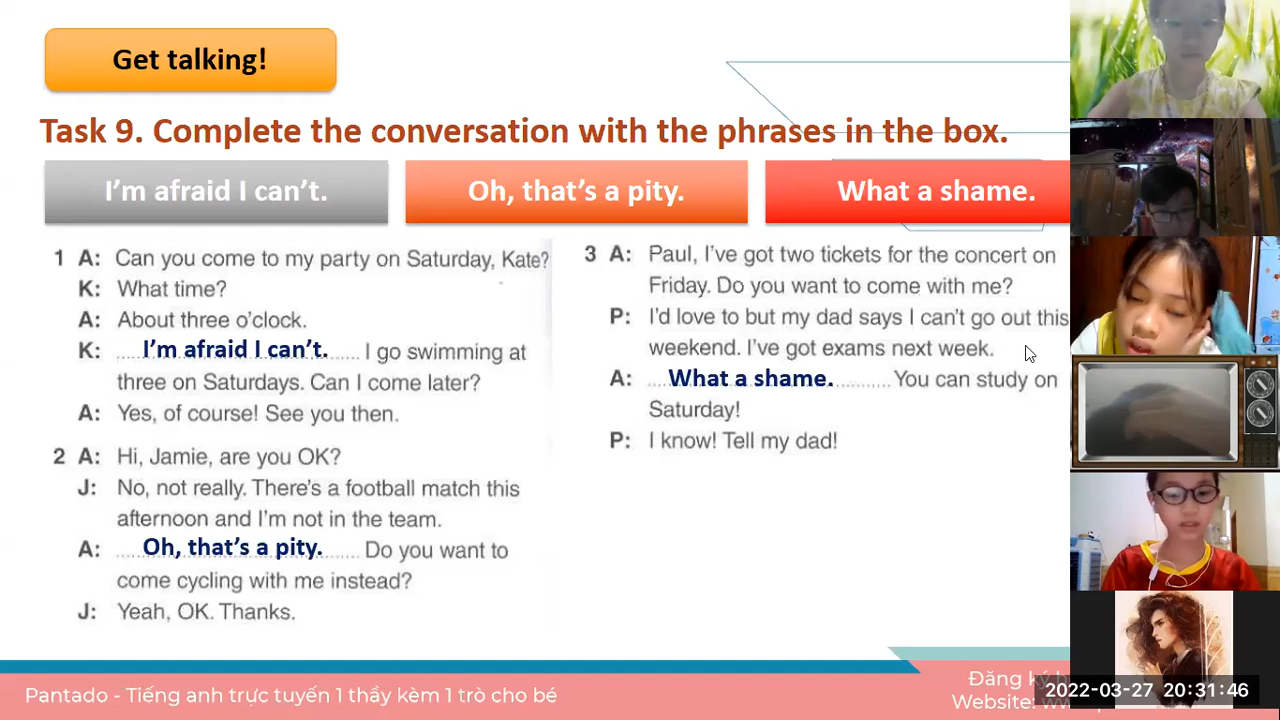 Get talking!
Task 9. Complete the conversation with the phrases in the box.
I'm afraid I can't.
Oh, that's a pity.
What a shame.
1 A: Can you come to my party on Saturday, Kate?
K: What time?
A: About three o'clock.
K: I'm afraid I can't. I go swimming at
three on Saturdays. Can I come later?
A: Yes, of course! See you then.
2 A: Hi, Jamie, are you OK?
J: No, not really. There's a football match this
afternoon and I'm not in the team.
A: Oh, that's a pity. Do you want to
come cycling with me instead?
J: Yeah, OK. Thanks.
3 A: Paul, I've got two tickets for the concert on
Friday. Do you want to come with me?
P: I'd love to but my dad says I can't go out this
weekend. I've got exams next week.
A: What a shame. You can study on
Saturday!
P: I know! Tell my dad!
Pantado - Tiếng anh trực tuyến 1 thầy kèm 1 trò cho bé
Đăng ký
Website:
2022-03-27 20:31:46